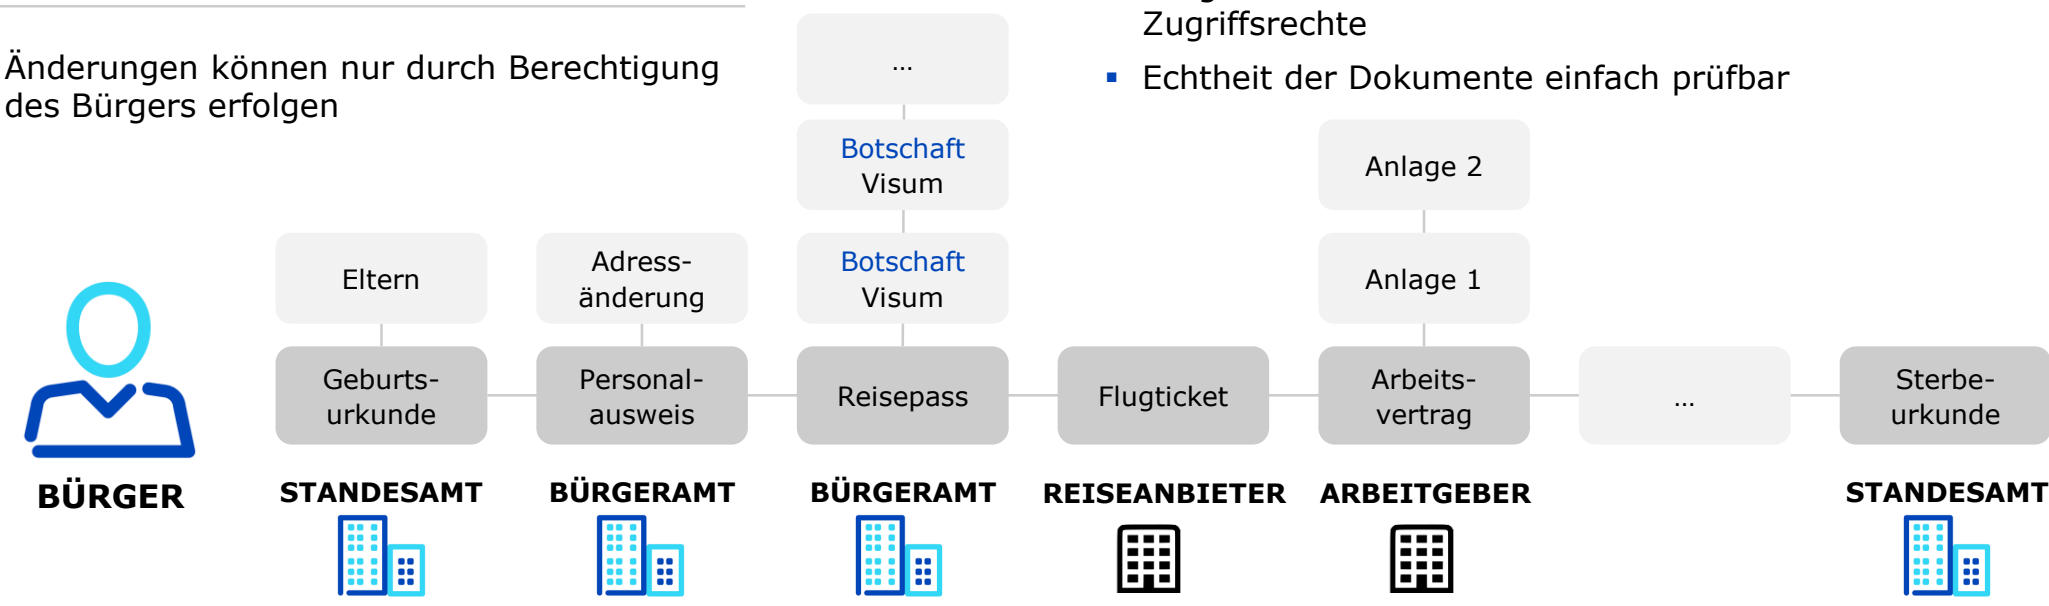 Änderungen können nur durch Berechtigung
des Bürgers erfolgen
Zugriffsrechte
▪ Echtheit der Dokumente einfach prüfbar
...
Botschaft
Visum
Anlage 2
Eltern
Adress-
änderung
Botschaft
Visum
Anlage 1
Geburts-
urkunde
Personal-
ausweis
Reisepass
Flugticket
Arbeits-
vertrag
...
Sterbe-
urkunde
BÜRGER
STANDESAMT
BÜRGERAMT
BÜRGERAMT
REISEANBIETER
ARBEITGEBER
STANDESAMT